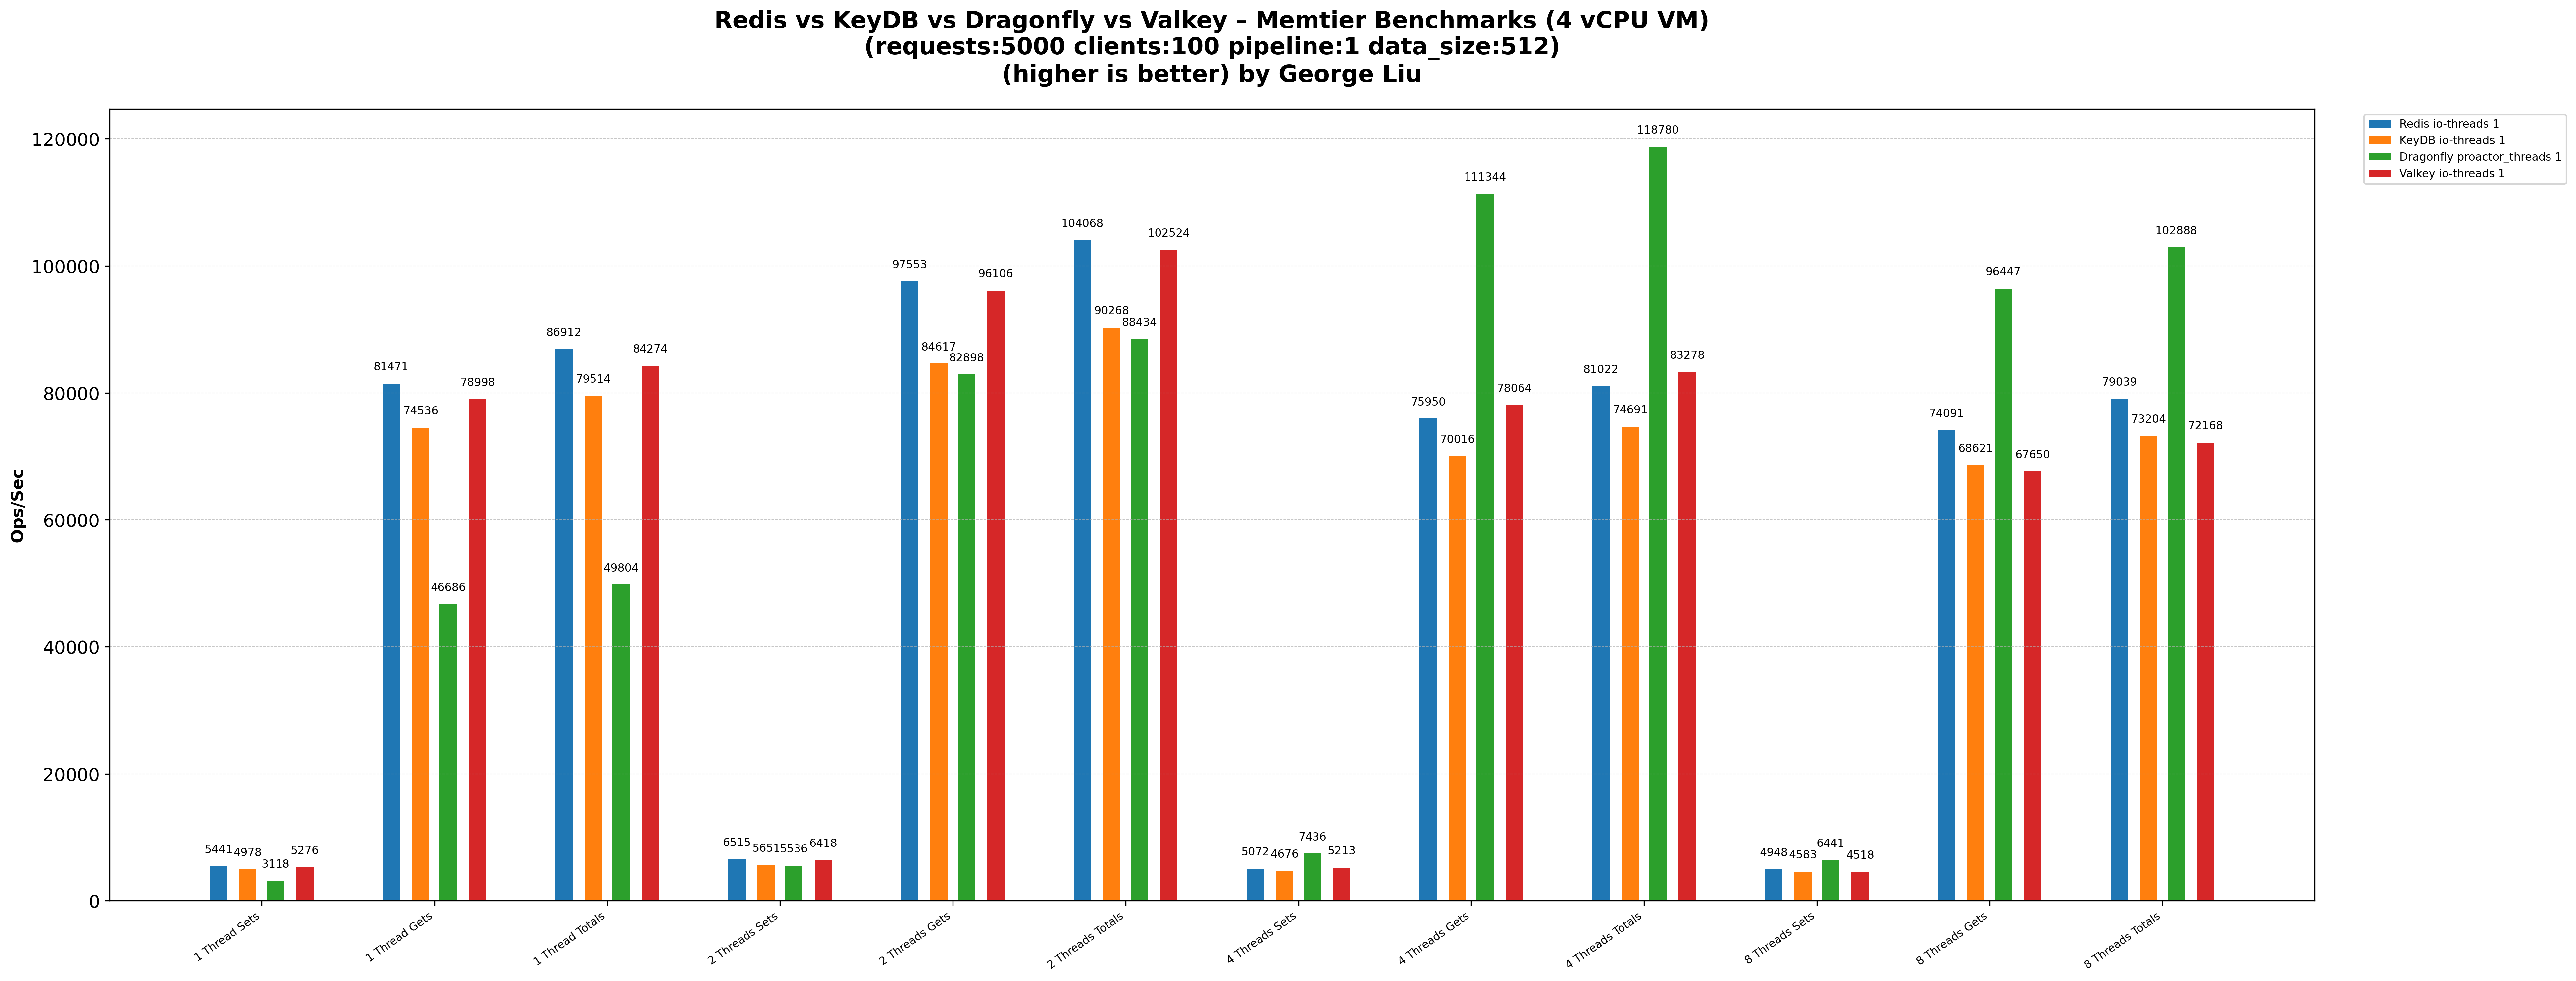 Redis vs KeyDB vs Dragonfly vs Valkey – Memtier Benchmarks (4 vCPU VM)
(requests:5000 clients:100 pipeline:1 data_size:512)
(higher is better) by George Liu
Redis io-threads 1
KeyDB io-threads 1
Dragonfly proactor_threads 1
Valkey io-threads 1
Ops/Sec
120000
100000
80000
60000
40000
20000
0
5441
4978
3118
5276
81471
74536
46686
78998
86912
79514
49804
84274
6515
5651
5536
6418
97553
84617
82898
96106
104068
90268
88434
102524
5072
4676
7436
5213
75950
70016
111344
78064
81022
74691
118780
83278
4948
4583
6441
4518
74091
68621
96447
67650
79039
73204
102888
72168
1 Thread Sets
1 Thread Gets
1 Thread Totals
2 Threads Sets
2 Threads Gets
2 Threads Totals
4 Threads Sets
4 Threads Gets
4 Threads Totals
8 Threads Sets
8 Threads Gets
8 Threads Totals